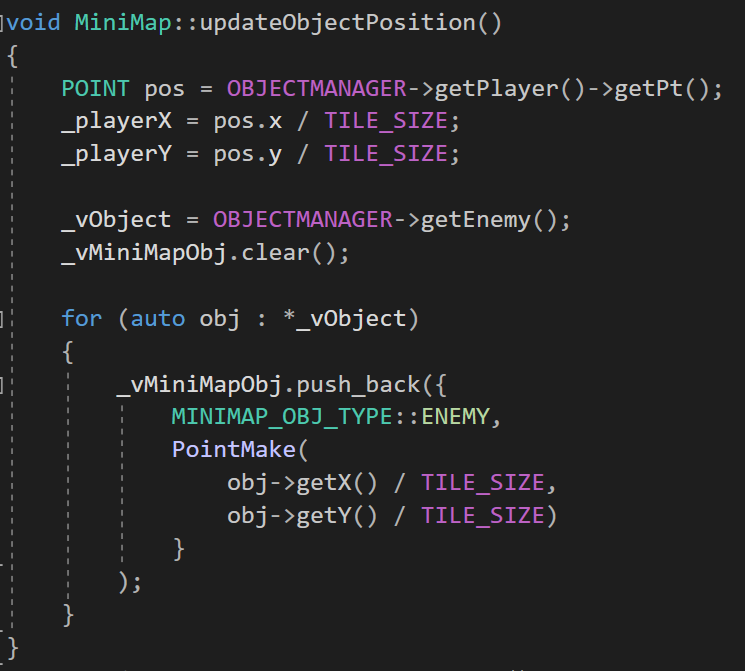 void MiniMap::updateObjectPosition()
{
    POINT pos = OBJECTMANAGER->getPlayer()->getPt();
    _playerX = pos.x / TILE_SIZE;
    _playerY = pos.y / TILE_SIZE;

    _vObject = OBJECTMANAGER->getEnemy();
    _vMiniMapObj.clear();

    for (auto obj : *_vObject)
    {
        _vMiniMapObj.push_back({
            MINIMAP_OBJ_TYPE::ENEMY,
            PointMake(
                obj->getX() / TILE_SIZE,
                obj->getY() / TILE_SIZE)
            }
        );
    }
}